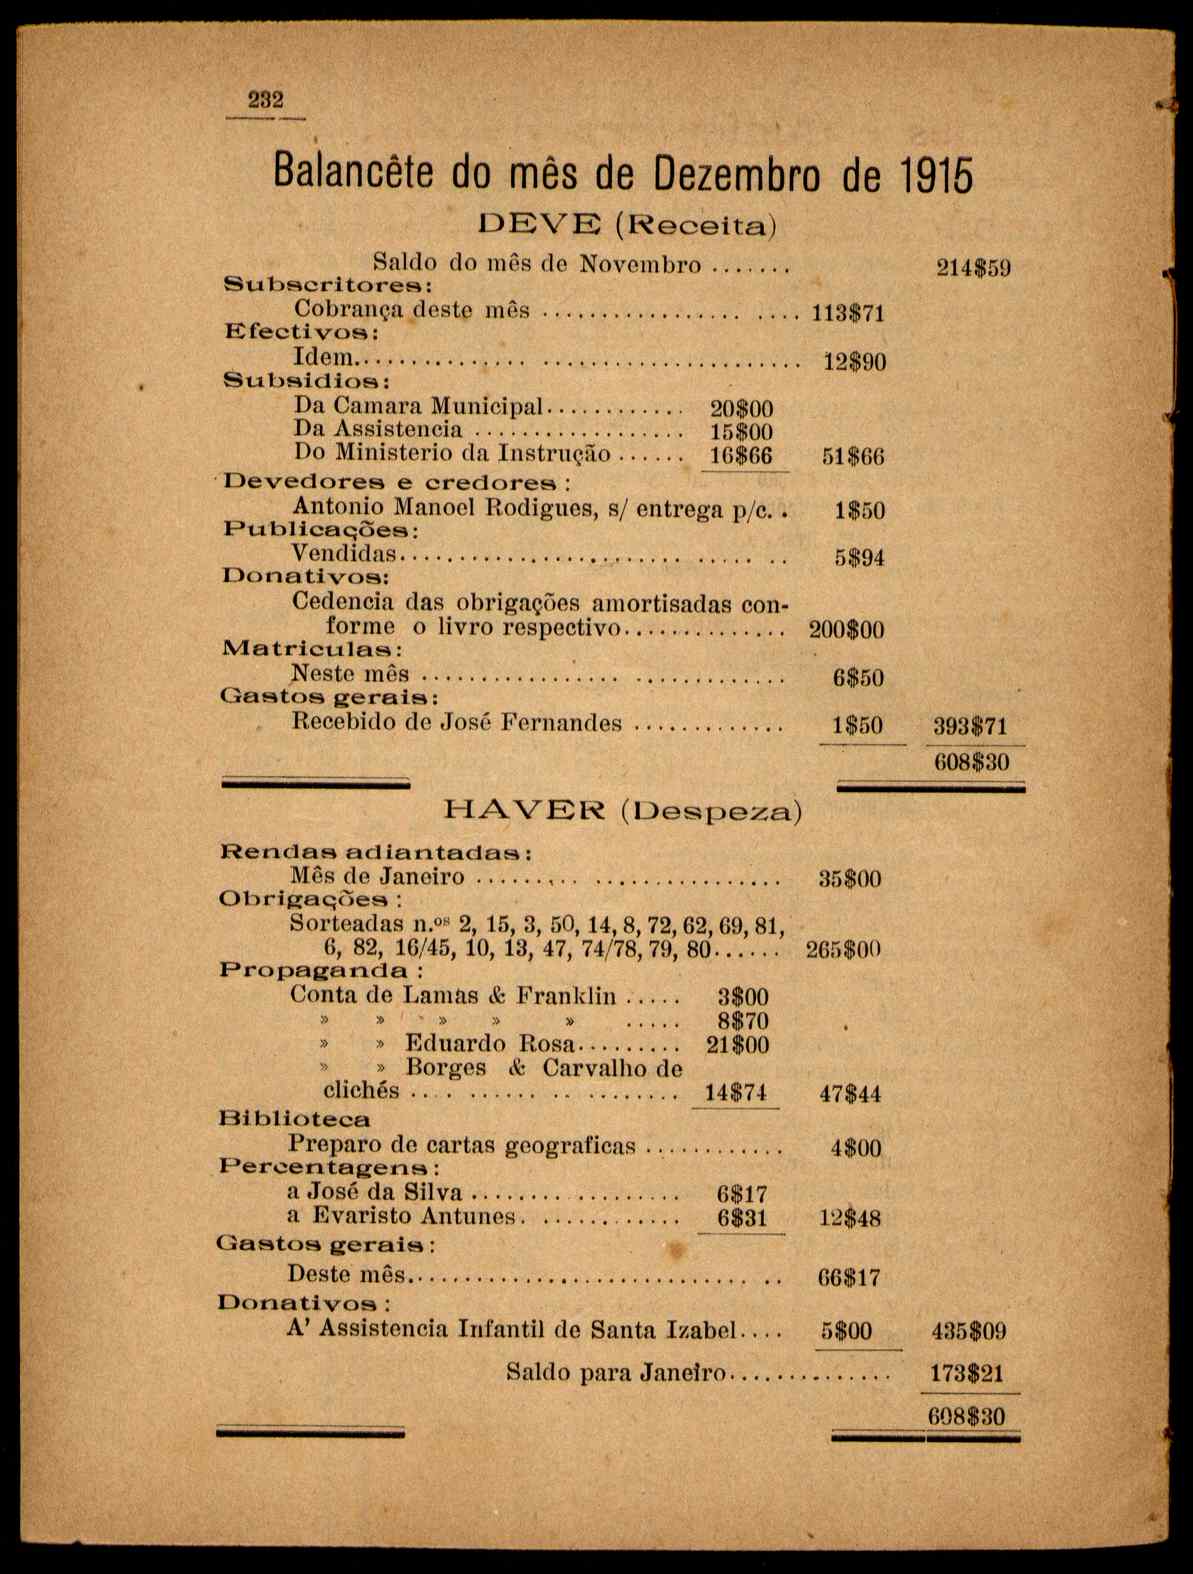 232
Balancête do mês de Dezembro de 1915
DEVE (Receita)
Saldo do mês de Novembro ....... 214$59
Subscritores:
Cobrança deste mês ..................... 113$71
Efectivos:
Idem..................................... 12$90
Subsidios:
Da Camara Municipal............ 20$00
Da Assistencia .................. 15$00
Do Ministerio da Instrução ...... 16$66 51$66
Devedores e credores :
Antonio Manoel Rodigues, s/ entrega p/c. . 1$50
Publicações:
Vendidas................................ 5$94
Donativos:
Cedencia das obrigações amortisadas con-
forme o livro respectivo.............. 200$00
Matriculas:
Neste mês .............................. 6$50
Gastos gerais:
Recebido de José Fernandes ............. 1$50 393$71
608$30
HAVER (Despeza)
Rendas adiantadas:
Mês de Janeiro ......................... 35$00
Obrigações :
Sorteadas n.os 2, 15, 3, 50, 14, 8, 72, 62, 69, 81,
6, 82, 16/45, 10, 13, 47, 74/78, 79, 80...... 265$00
Propaganda :
Conta de Lamas & Franklin ..... 3$00
» » » » » ..... 8$70
» » Eduardo Rosa......... 21$00
» » Borges & Carvalho de
clichés ...................... 14$74 47$44
Biblioteca
Preparo de cartas geograficas ............ 4$00
Percentagens:
a José da Silva .................. 6$17
a Evaristo Antunes. ............ 6$31 12$48
Gastos gerais:
Deste mês............................... 66$17
Donativos :
A' Assistencia Infantil de Santa Izabel.... 5$00 435$09
Saldo para Janeiro.............. 173$21
608$30